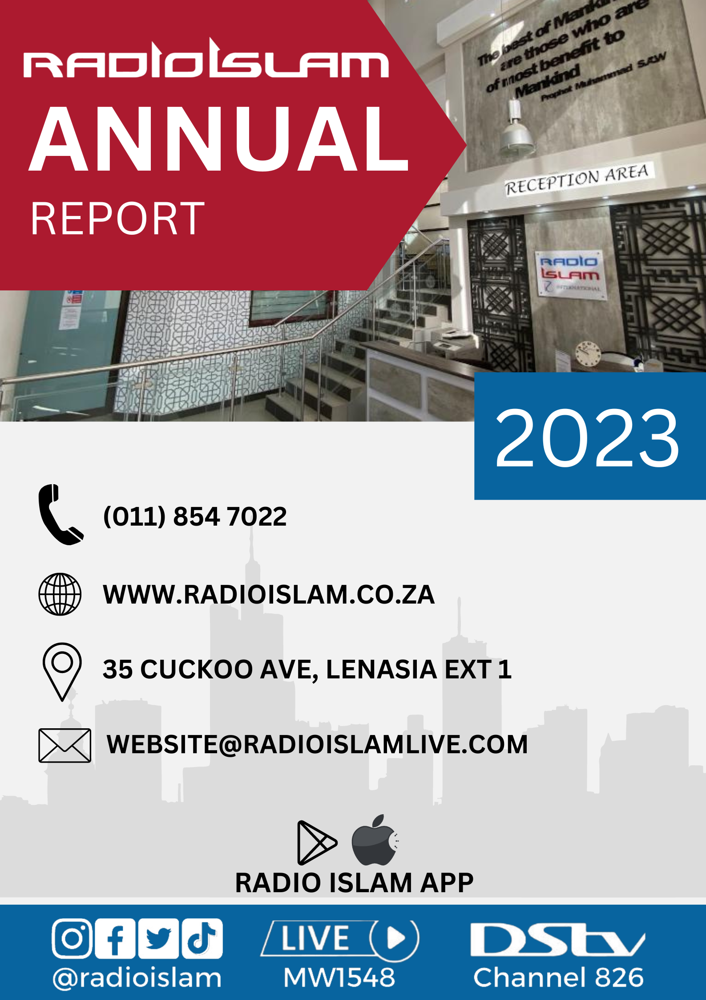 RADIOISLAM
ANNUAL
REPORT
The best of Mankind
are those who are
of most benefit to
Mankind
Prophet Muhammad S.A.W
RECEPTION AREA
RADIO
ISLAM
INTERNATIONAL
2023
(011) 854 7022
WWW.RADIOISLAM.CO.ZA
35 CUCKOO AVE, LENASIA EXT 1
WEBSITE@RADIOISLAMLIVE.COM
RADIO ISLAM APP
LIVE
DStv
@radioislam
MW1548
Channel 826